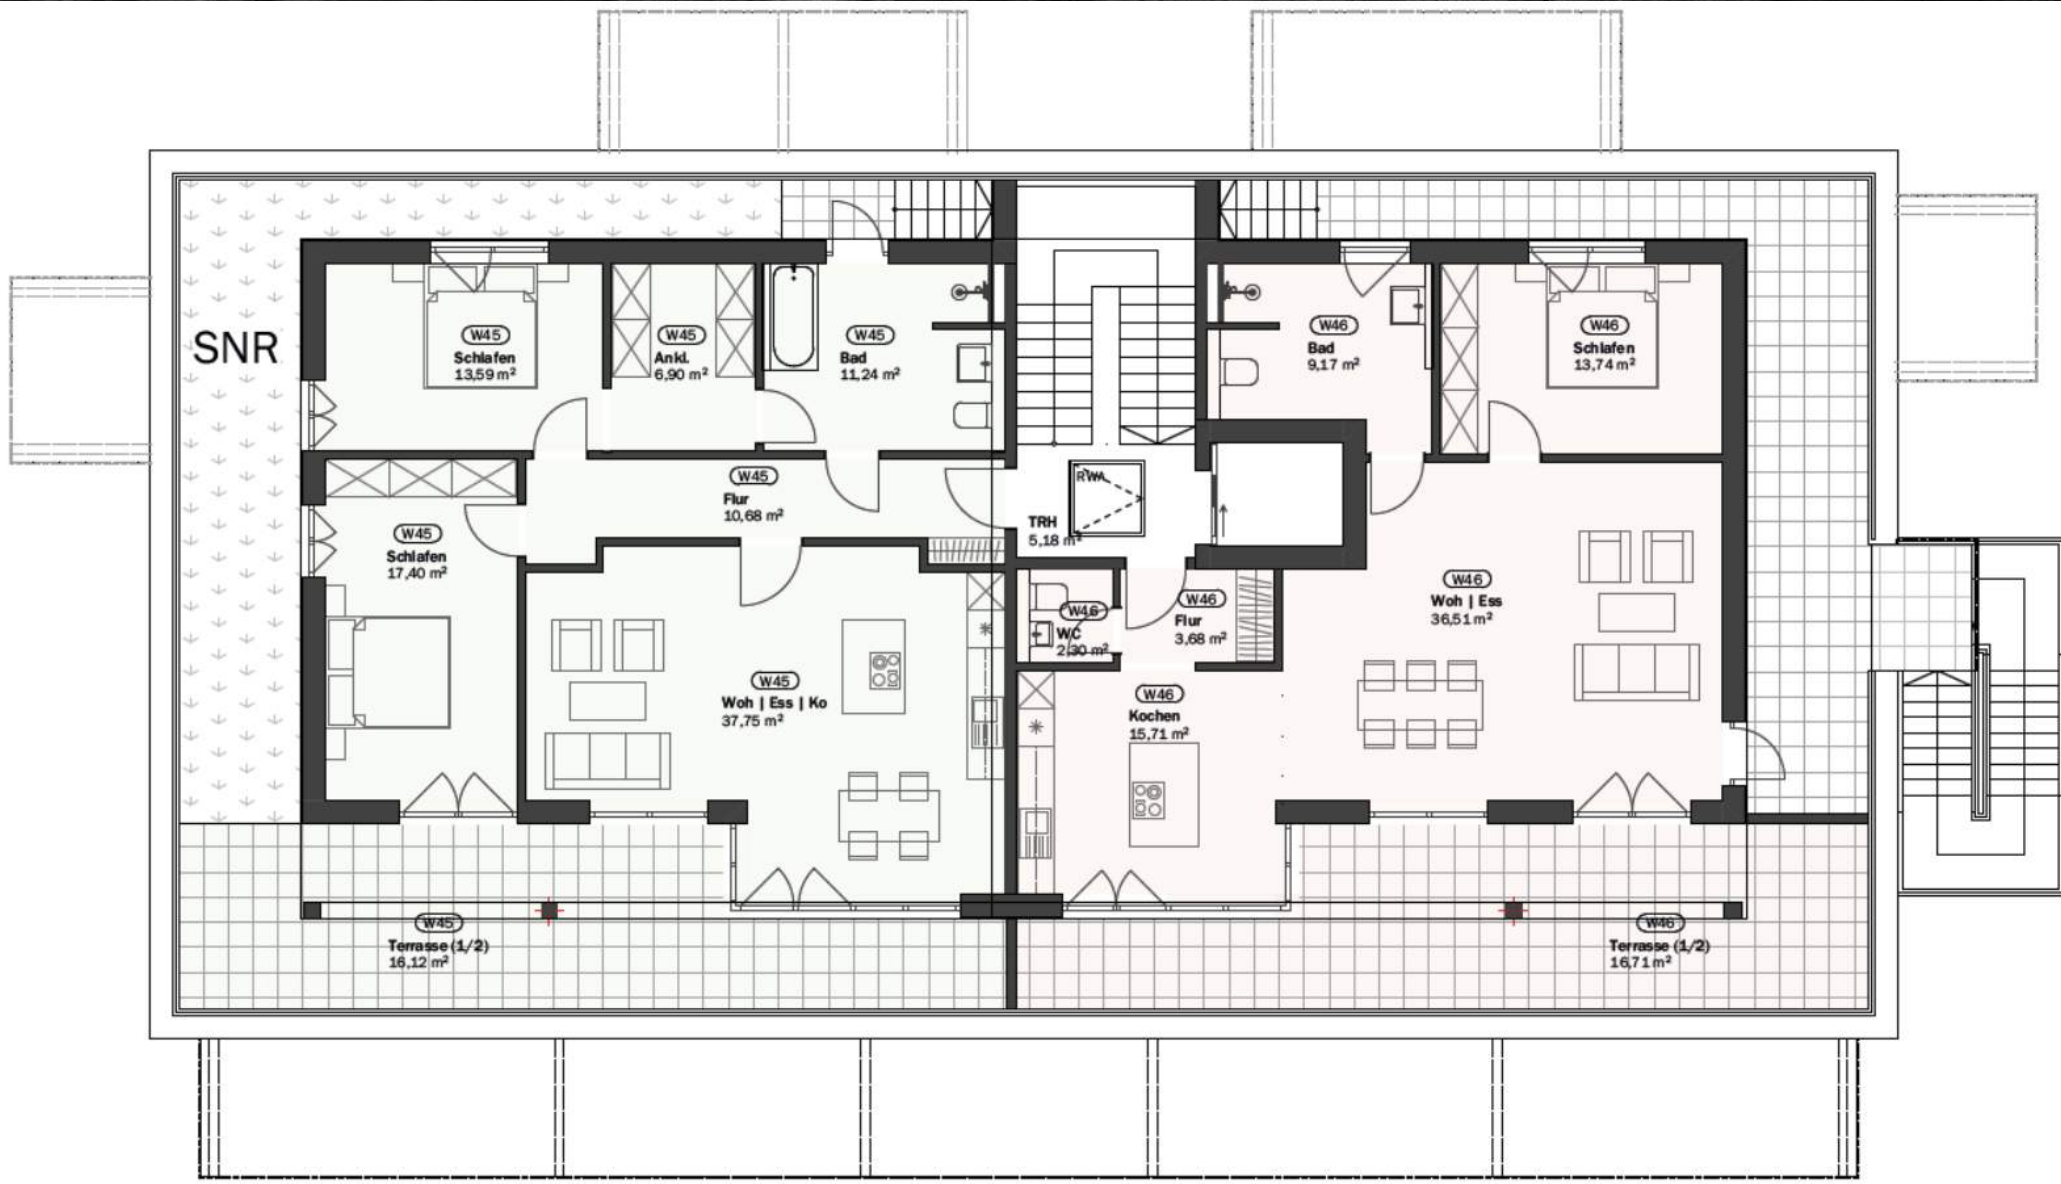 SNR
W45
Schlafen
13,59 m²
W45
Ankl.
6,90 m²
W45
Bad
11,24 m²
W46
Bad
9,17 m²
W46
Schlafen
13,74 m²
W45
Flur
10,68 m²
RWA
TRH
5,18 m²
W45
Schlafen
17,40 m²
W46
WC
2,30 m²
W46
Flur
3,68 m²
W46
Woh | Ess
36,51 m²
W45
Woh | Ess | Ko
37,75 m²
W46
Kochen
15,71 m²
W45
Terrasse (1/2)
16,12 m²
W46
Terrasse (1/2)
16,71 m²